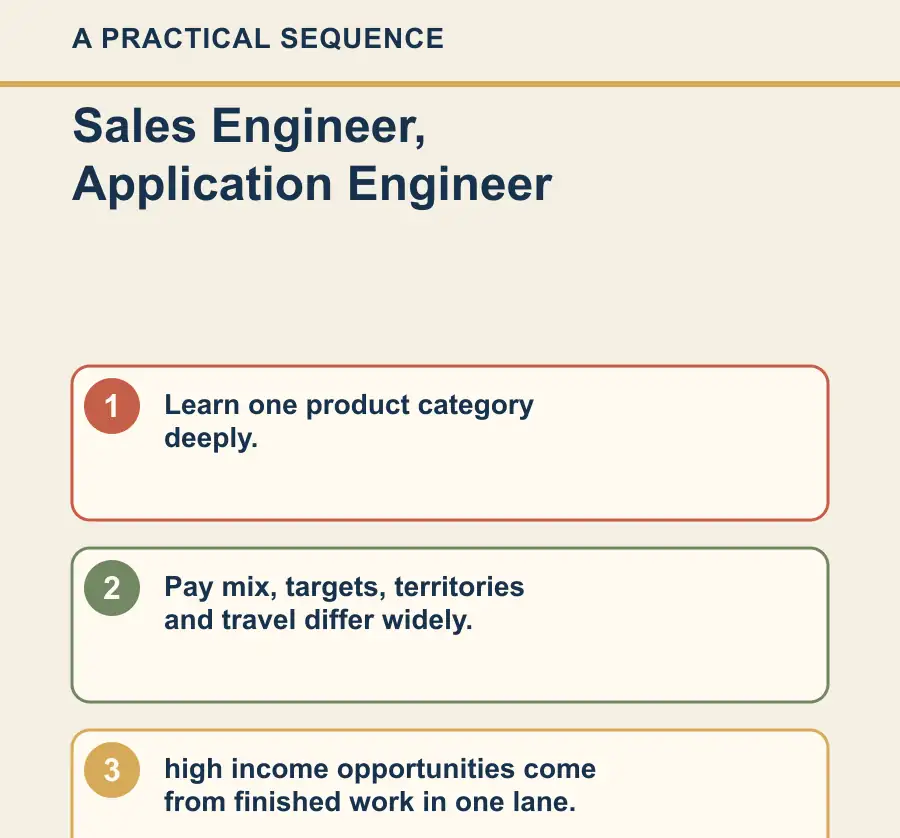 A PRACTICAL SEQUENCE
Sales Engineer,
Application Engineer
1
Learn one product category
deeply.
2
Pay mix, targets, territories
and travel differ widely.
3
high income opportunities come
from finished work in one lane.